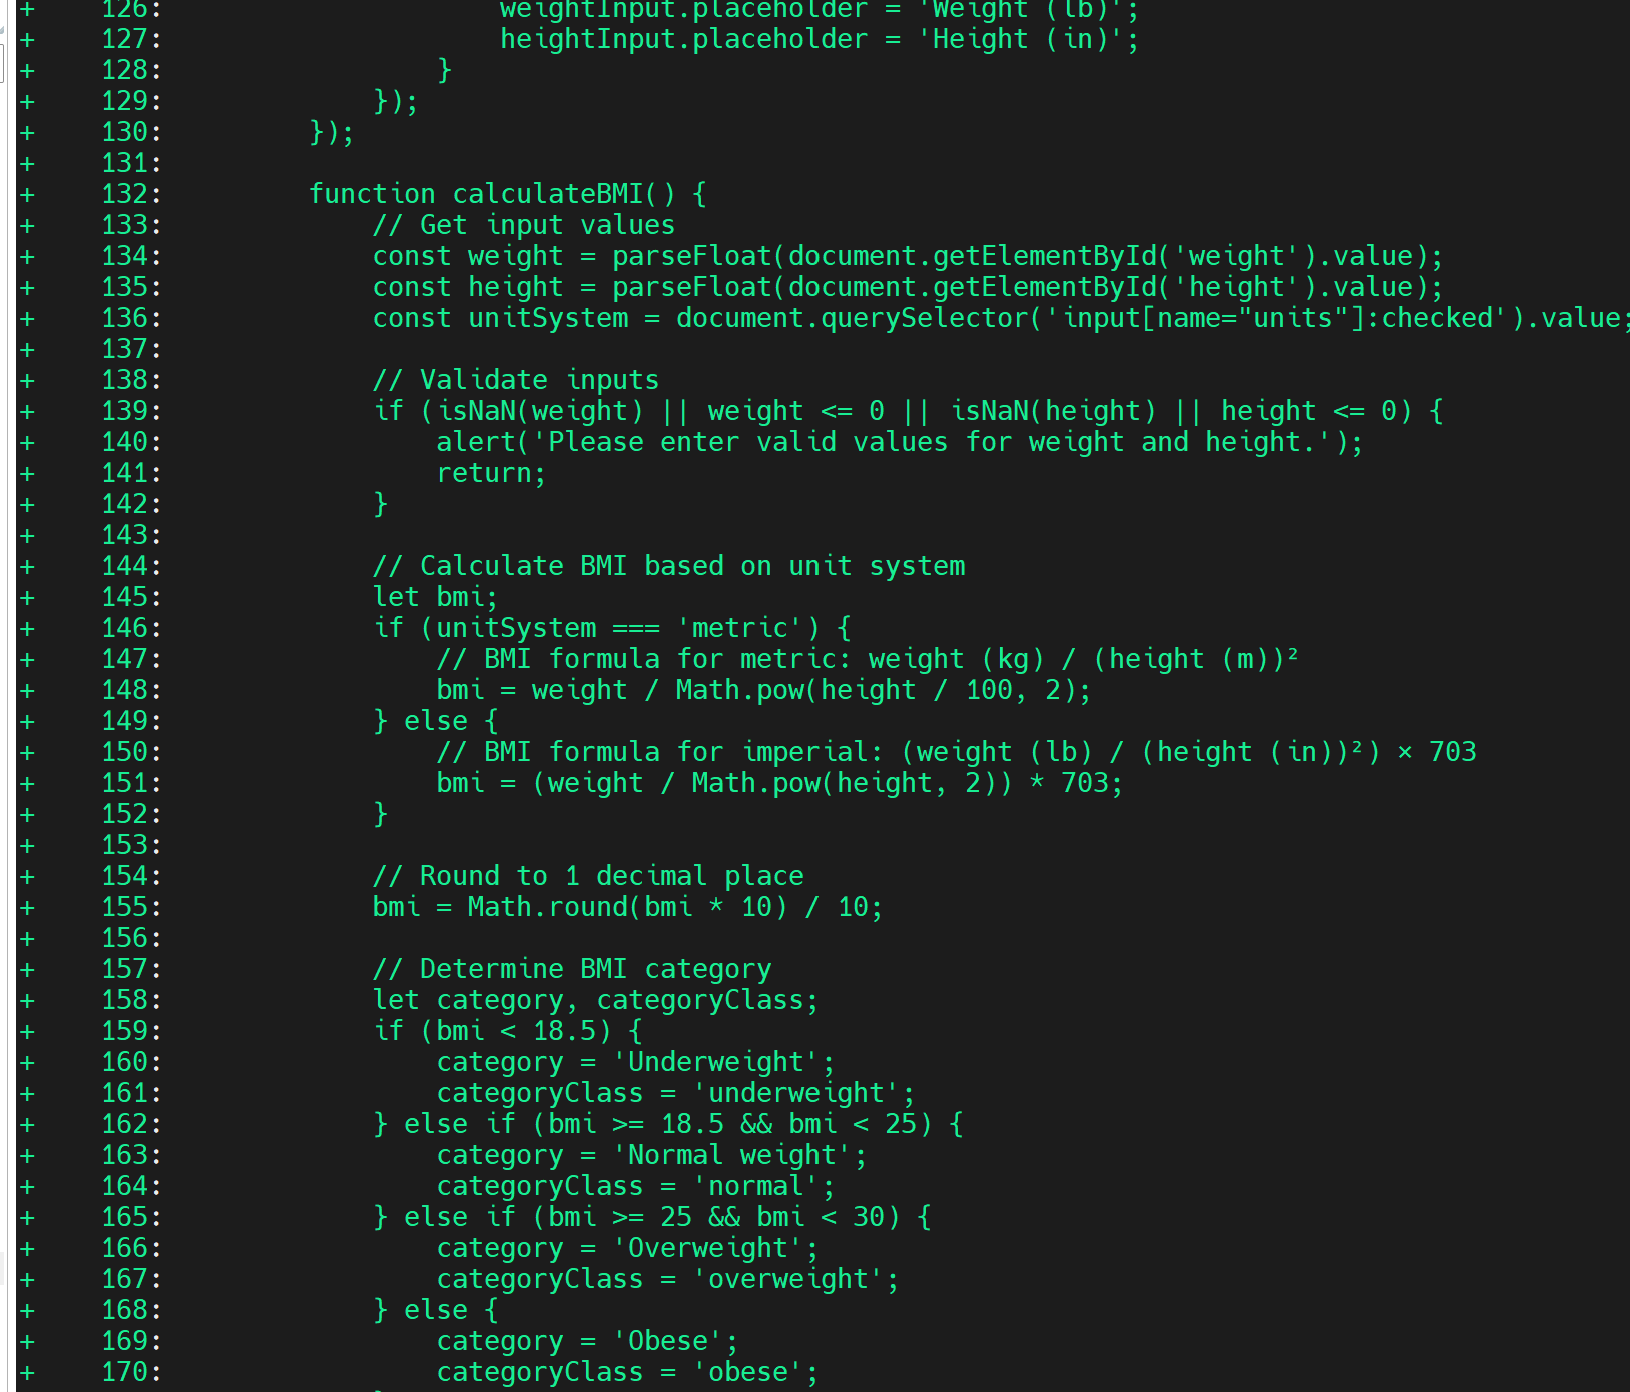 +    126:                     weightInput.placeholder = 'Weight (lb)';
+    127:                     heightInput.placeholder = 'Height (in)';
+    128:                 }
+    129:             });
+    130:         });
+    131:
+    132:         function calculateBMI() {
+    133:             // Get input values
+    134:             const weight = parseFloat(document.getElementById('weight').value);
+    135:             const height = parseFloat(document.getElementById('height').value);
+    136:             const unitSystem = document.querySelector('input[name="units"]:checked').value;
+    137:
+    138:             // Validate inputs
+    139:             if (isNaN(weight) || weight <= 0 || isNaN(height) || height <= 0) {
+    140:                 alert('Please enter valid values for weight and height.');
+    141:                 return;
+    142:             }
+    143:
+    144:             // Calculate BMI based on unit system
+    145:             let bmi;
+    146:             if (unitSystem === 'metric') {
+    147:                 // BMI formula for metric: weight (kg) / (height (m))²
+    148:                 bmi = weight / Math.pow(height / 100, 2);
+    149:             } else {
+    150:                 // BMI formula for imperial: (weight (lb) / (height (in))²) × 703
+    151:                 bmi = (weight / Math.pow(height, 2)) * 703;
+    152:             }
+    153:
+    154:             // Round to 1 decimal place
+    155:             bmi = Math.round(bmi * 10) / 10;
+    156:
+    157:             // Determine BMI category
+    158:             let category, categoryClass;
+    159:             if (bmi < 18.5) {
+    160:                 category = 'Underweight';
+    161:                 categoryClass = 'underweight';
+    162:             } else if (bmi >= 18.5 && bmi < 25) {
+    163:                 category = 'Normal weight';
+    164:                 categoryClass = 'normal';
+    165:             } else if (bmi >= 25 && bmi < 30) {
+    166:                 category = 'Overweight';
+    167:                 categoryClass = 'overweight';
+    168:             } else {
+    169:                 category = 'Obese';
+    170:                 categoryClass = 'obese';